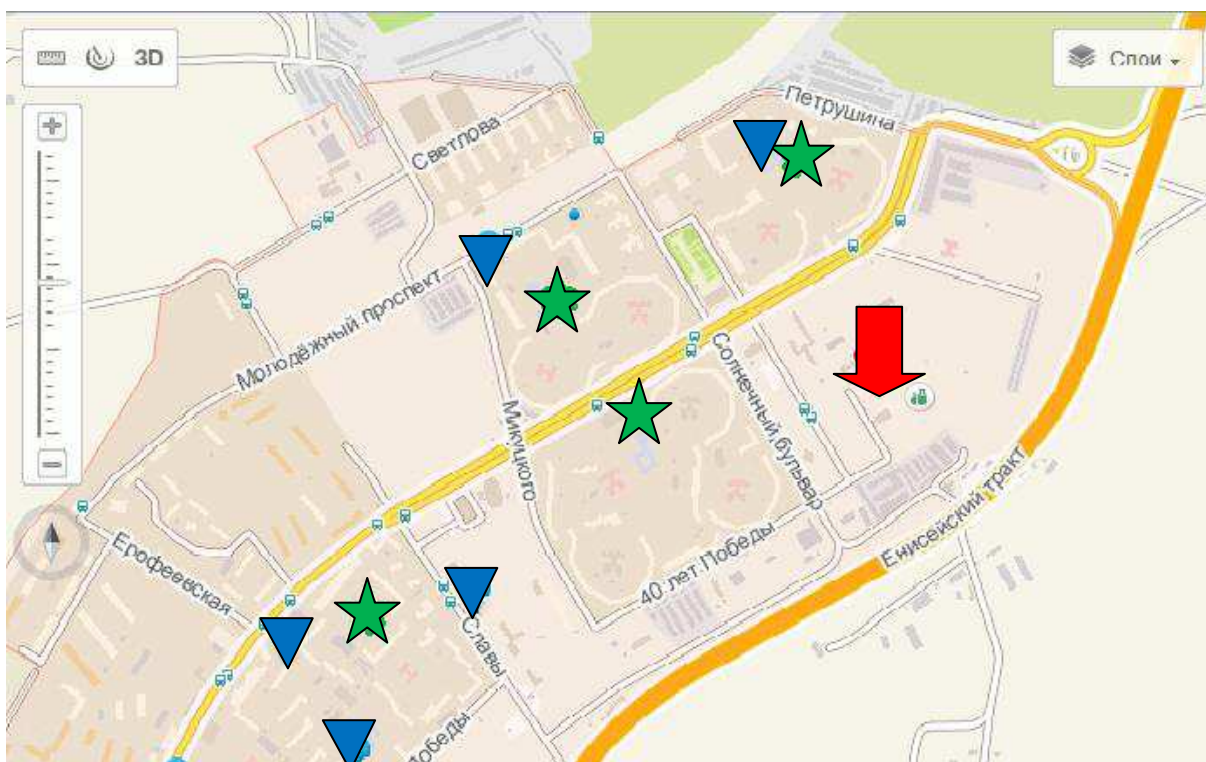 3D
Слои
Петрушина
Светлова
Молодёжный проспект
Солнечный бульвар
Микуцкого
Енисейский тракт
Ерофеевская
40 лет Победы
Славы
Победы